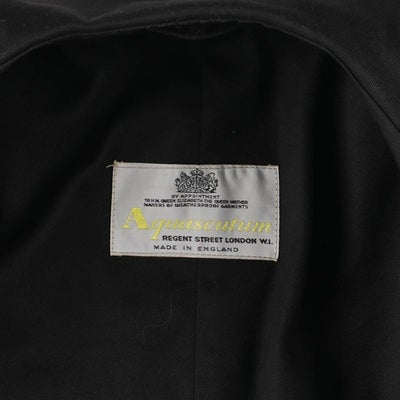 BY APPOINTMENT
TO H.M. QUEEN ELIZABETH THE QUEEN MOTHER
MAKERS OF WEATHERPROOF GARMENTS
Aquascutum
REGENT STREET LONDON W.1.
MADE IN ENGLAND